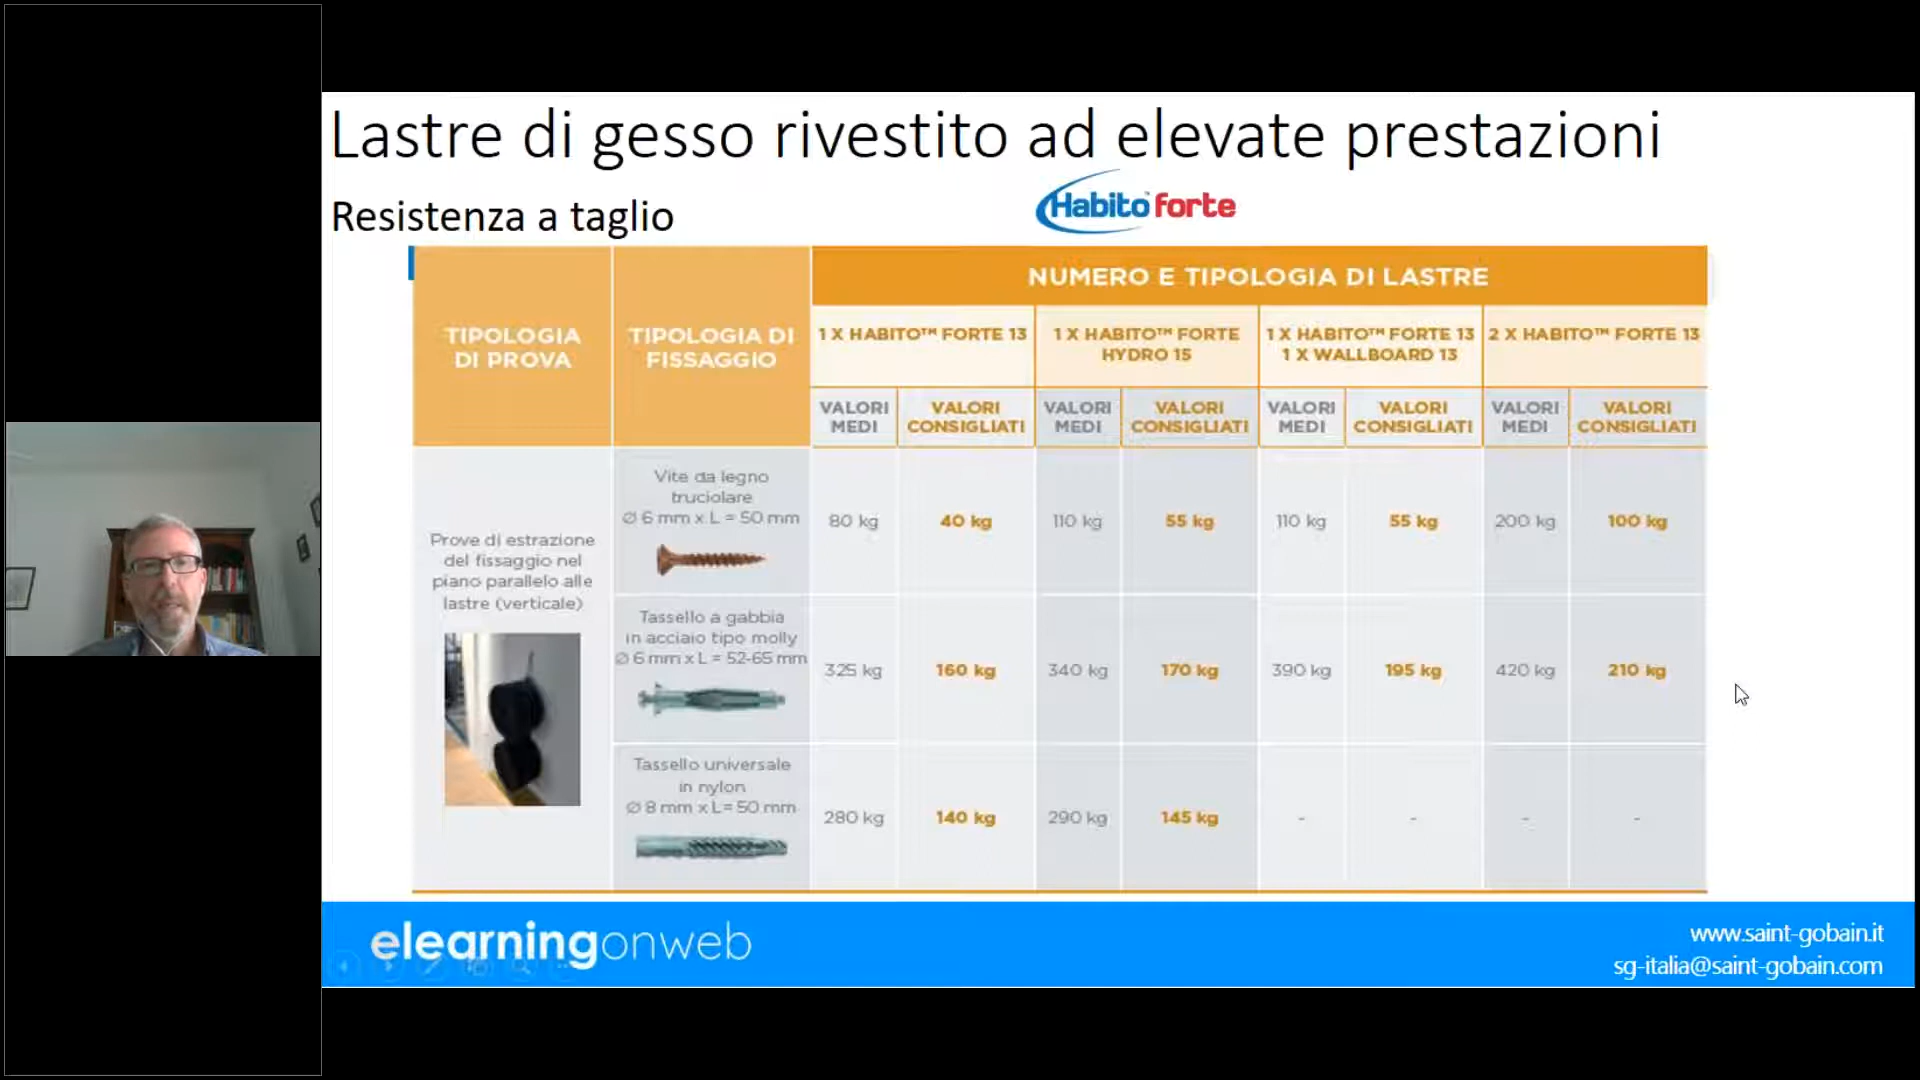 Lastre di gesso rivestito ad elevate prestazioni
Resistenza a taglio
Habito™ forte
TIPOLOGIA
DI PROVA
TIPOLOGIA DI
FISSAGGIO
NUMERO E TIPOLOGIA DI LASTRE
1 X HABITO™ FORTE 13
1 X HABITO™ FORTE
HYDRO 15
1 X HABITO™ FORTE 13
1 X WALLBOARD 13
2 X HABITO™ FORTE 13
VALORI
MEDI
VALORI
CONSIGLIATI
VALORI
MEDI
VALORI
CONSIGLIATI
VALORI
MEDI
VALORI
CONSIGLIATI
VALORI
MEDI
VALORI
CONSIGLIATI
Prove di estrazione
del fissaggio nel
piano parallelo alle
lastre (verticale)
Vite da legno
truciolare
Ø 6 mm x L = 50 mm
80 kg
40 kg
110 kg
55 kg
110 kg
55 kg
200 kg
100 kg
Tassello a gabbia
in acciaio tipo molly
Ø 6 mm x L = 52-65 mm
325 kg
160 kg
340 kg
170 kg
390 kg
195 kg
420 kg
210 kg
Tassello universale
in nylon
Ø 8 mm x L= 50 mm
280 kg
140 kg
290 kg
145 kg
-
-
-
-
elearningonweb
www.saint-gobain.it
sg-italia@saint-gobain.com